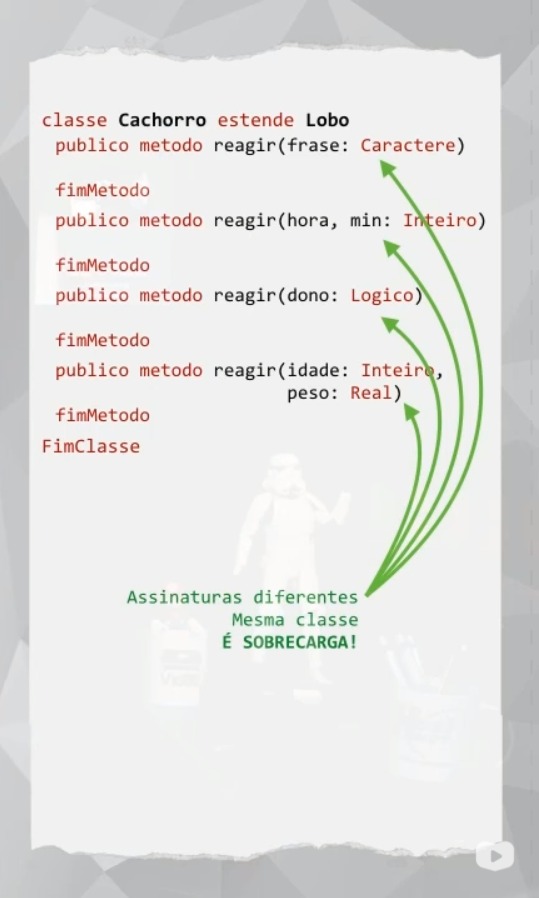 classe Cachorro estende Lobo
publico metodo reagir(frase: Caractere)
fimMetodo
publico metodo reagir(hora, min: Inteiro)
fimMetodo
publico metodo reagir(dono: Logico)
fimMetodo
publico metodo reagir(idade: Inteiro,
peso: Real)
fimMetodo
FimClasse
Assinaturas diferentes
Mesma classe
É SOBRECARGA!